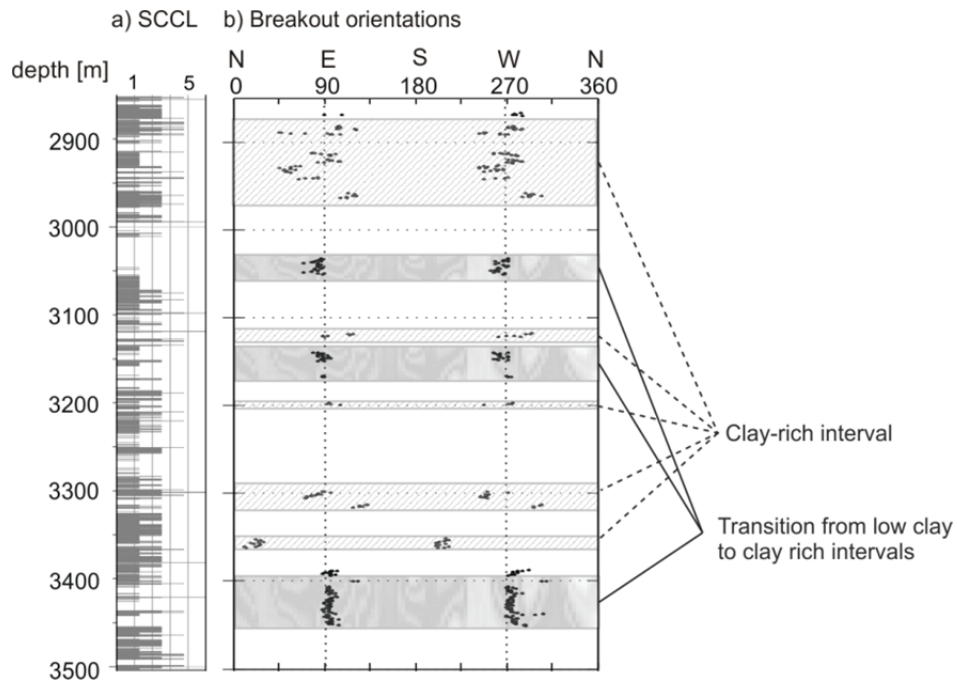 a) SCCL
b) Breakout orientations
N E S W N
depth [m]
1 5
0 90 180 270 360
2900
3000
3100
3200
3300
3400
3500
Clay-rich interval
Transition from low clay
to clay rich intervals